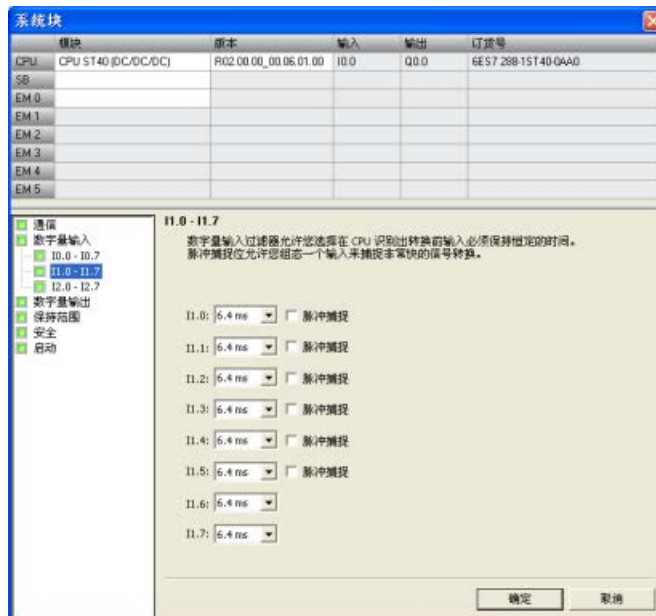 系统块
模块 版本 输入 输出 订货号
CPU CPU ST40 (DC/DC/DC) R02.00.00_00.06.01.00 I0.0 Q0.0 6ES7 288-1ST40-0AA0
SB
EM 0
EM 1
EM 2
EM 3
EM 4
EM 5
通信
数字量输入
I0.0 - I0.7
I1.0 - I1.7
I2.0 - I2.7
数字量输出
保持范围
安全
启动
I1.0 - I1.7
数字量输入过滤器允许您选择在 CPU 识别出转换前输入必须保持恒定的时间。
脉冲捕捉位允许您组态一个输入来捕捉非常快的信号转换。
I1.0: 6.4 ms 脉冲捕捉
I1.1: 6.4 ms 脉冲捕捉
I1.2: 6.4 ms 脉冲捕捉
I1.3: 6.4 ms 脉冲捕捉
I1.4: 6.4 ms 脉冲捕捉
I1.5: 6.4 ms 脉冲捕捉
I1.6: 6.4 ms
I1.7: 6.4 ms
确定 取消